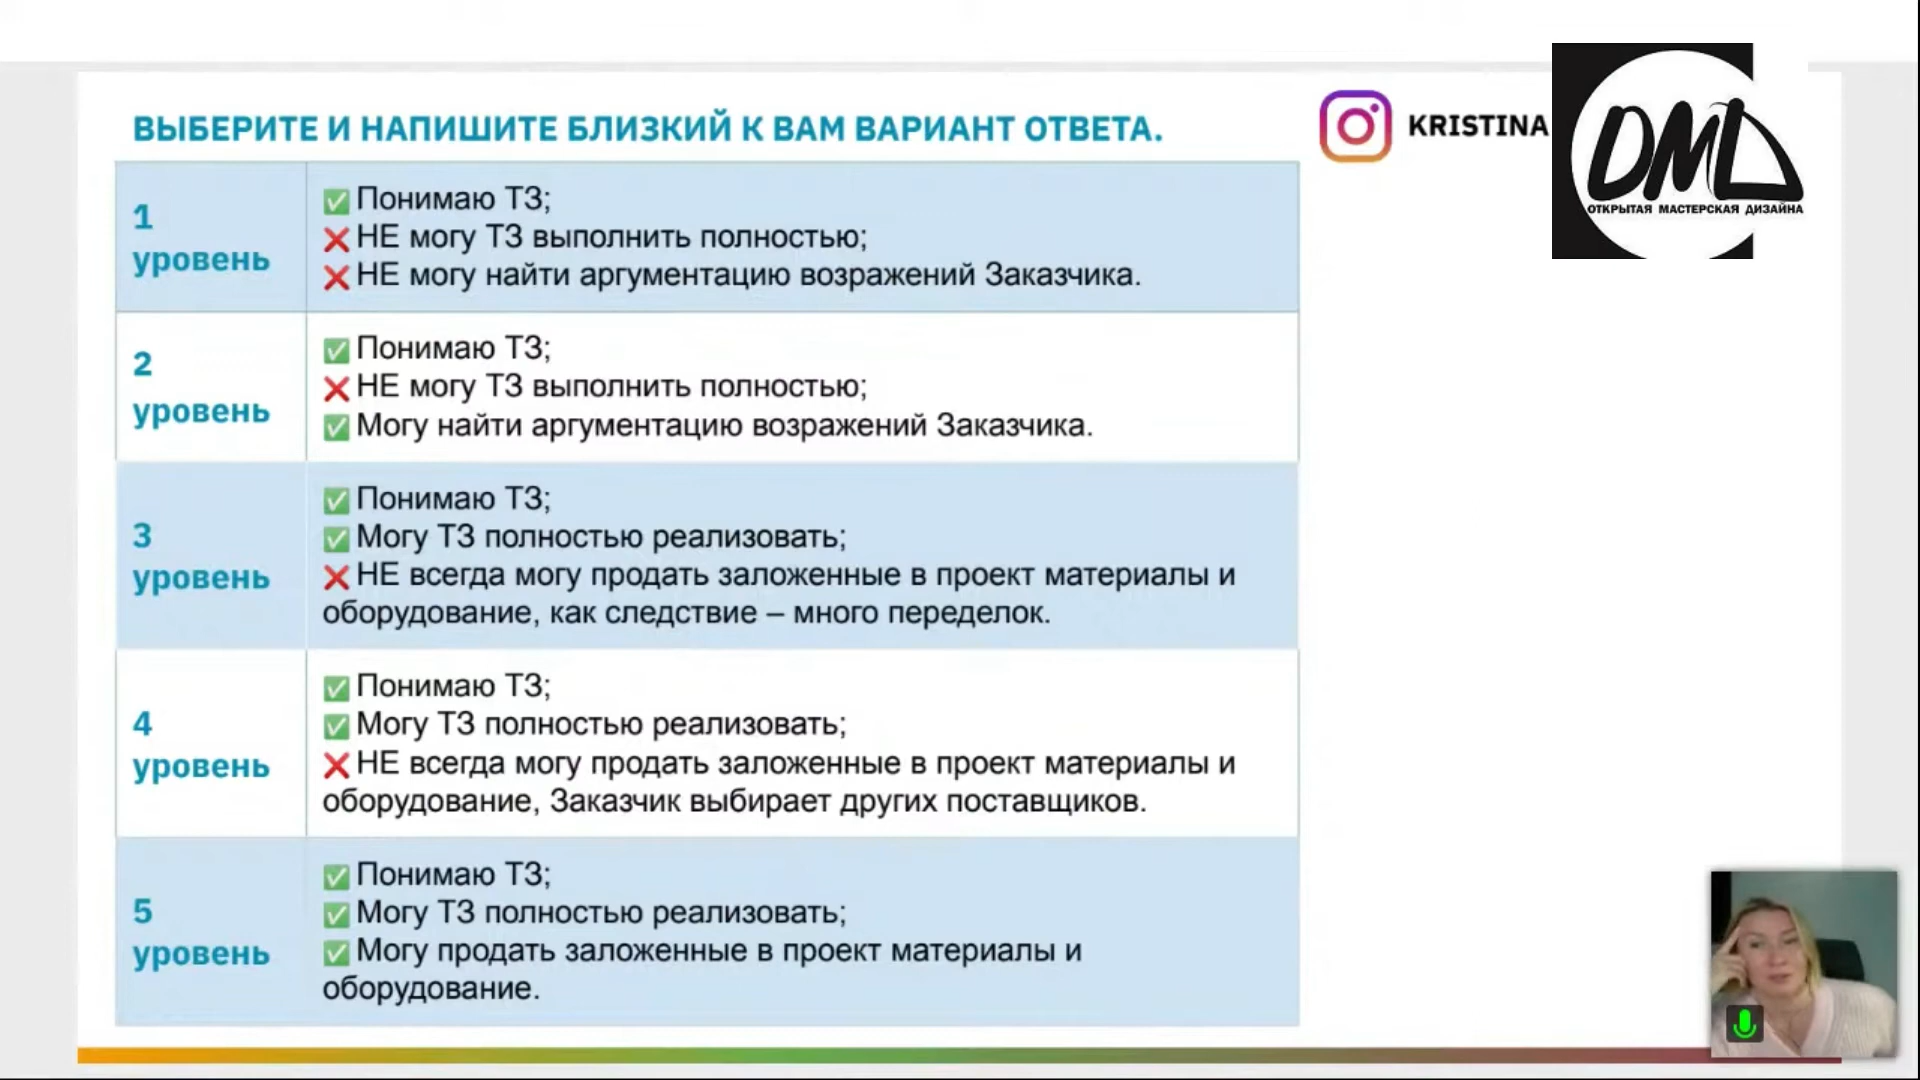 ВЫБЕРИТЕ И НАПИШИТЕ БЛИЗКИЙ К ВАМ ВАРИАНТ ОТВЕТА.
KRISTINA
DMD
ОТКРЫТАЯ МАСТЕРСКАЯ ДИЗАЙНА
1
уровень
✅ Понимаю ТЗ;
❌ НЕ могу ТЗ выполнить полностью;
❌ НЕ могу найти аргументацию возражений Заказчика.
2
уровень
✅ Понимаю ТЗ;
❌ НЕ могу ТЗ выполнить полностью;
✅ Могу найти аргументацию возражений Заказчика.
3
уровень
✅ Понимаю ТЗ;
✅ Могу ТЗ полностью реализовать;
❌ НЕ всегда могу продать заложенные в проект материалы и
оборудование, как следствие – много переделок.
4
уровень
✅ Понимаю ТЗ;
✅ Могу ТЗ полностью реализовать;
❌ НЕ всегда могу продать заложенные в проект материалы и
оборудование, Заказчик выбирает других поставщиков.
5
уровень
✅ Понимаю ТЗ;
✅ Могу ТЗ полностью реализовать;
✅ Могу продать заложенные в проект материалы и
оборудование.